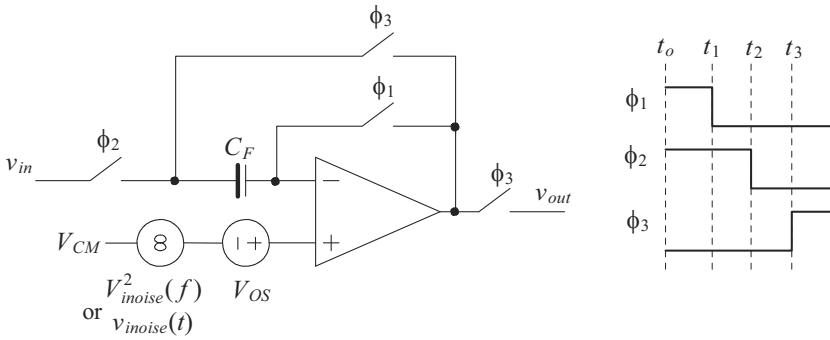 ϕ3
ϕ1
ϕ2
C_F
v_in
ϕ3
v_out
−
+
V_CM
− +
V²_inoise(f)
or v_inoise(t)
V_OS
t_o t_1 t_2 t_3
ϕ1
ϕ2
ϕ3